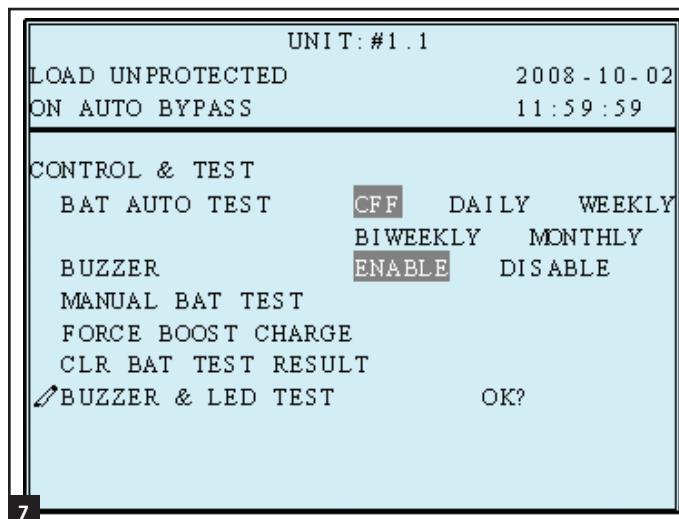 UNIT:#1.1
LOAD UNPROTECTED 2008-10-02
ON AUTO BYPASS 11:59:59
CONTROL & TEST
BAT AUTO TEST CFF DAILY WEEKLY
BIWEEKLY MONTHLY
BUZZER ENABLE DISABLE
MANUAL BAT TEST
FORCE BOOST CHARGE
CLR BAT TEST RESULT
BUZZER & LED TEST OK?
7